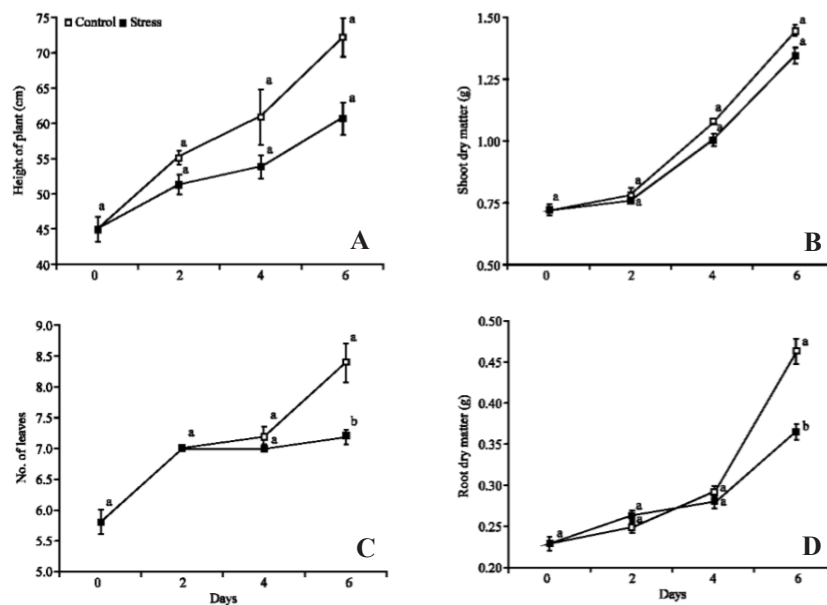 Control Stress
Height of plant (cm)
75
70
65
60
55
50
45
40
a
a
a
a
a
a
a
A
0 2 4 6
Shoot dry matter (g)
1.50
1.25
1.00
0.75
0.50
a
a
a
a
a
a
a
B
0 2 4 6
No. of leaves
9.0
8.5
8.0
7.5
7.0
6.5
6.0
5.5
5.0
a
a
a
a
a
b
C
0 2 4 6
Days
Root dry matter (g)
0.50
0.45
0.40
0.35
0.30
0.25
0.20
a
a
a
a
a
a
b
D
0 2 4 6
Days